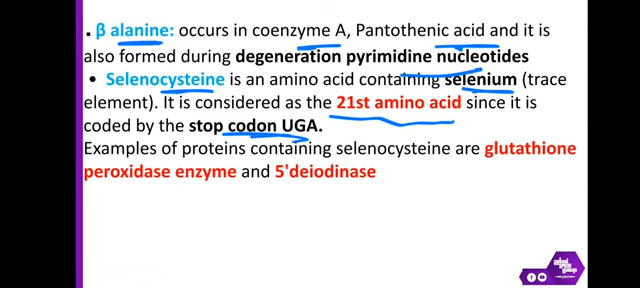 . β alanine: occurs in coenzyme A, Pantothenic acid and it is
also formed during degeneration pyrimidine nucleotides
• Selenocysteine is an amino acid containing selenium (trace
element). It is considered as the 21st amino acid since it is
coded by the stop codon UGA.
Examples of proteins containing selenocysteine are glutathione
peroxidase enzyme and 5'deiodinase